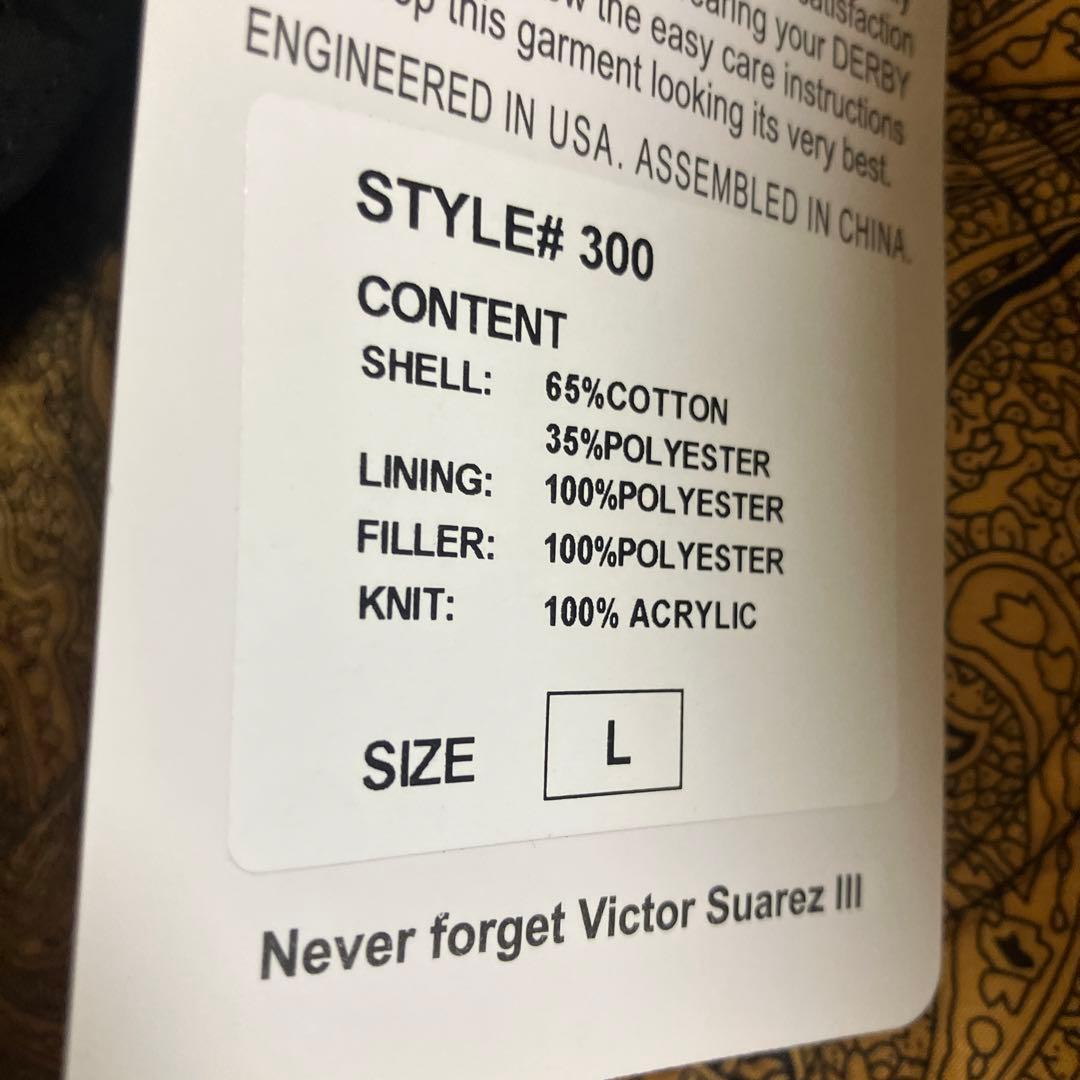 satisfaction
wearing your DERBY
the easy care instructions
this garment looking its very best.
ENGINEERED IN USA. ASSEMBLED IN CHINA.
STYLE# 300
CONTENT
SHELL: 65%COTTON
35%POLYESTER
LINING: 100%POLYESTER
FILLER: 100%POLYESTER
KNIT: 100% ACRYLIC
SIZE L
Never forget Victor Suarez III